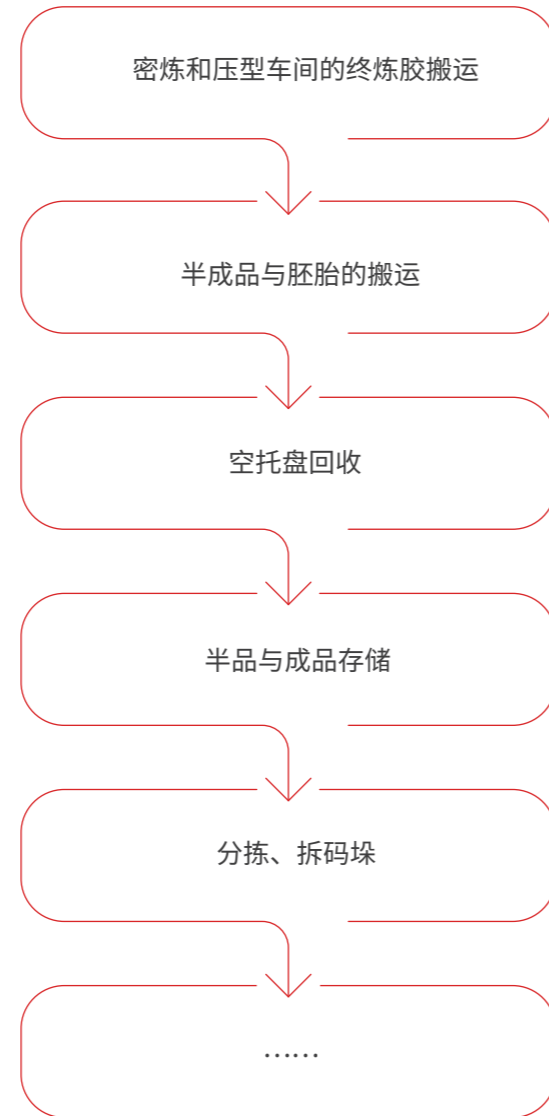 密炼和压型车间的终炼胶搬运
半成品与胚胎的搬运
空托盘回收
半品与成品存储
分拣、拆码垛
……